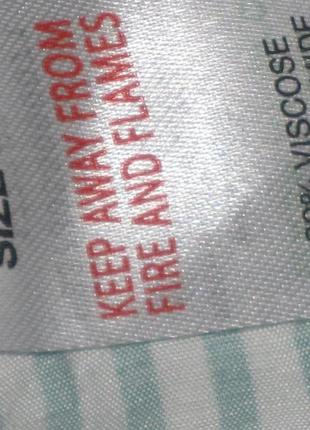 SIZE
KEEP AWAY FROM
FIRE AND FLAMES
VISCOSE